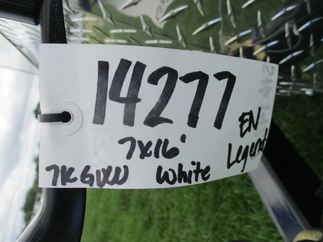 14277
7x16'
7K GVW White
EN
Legend